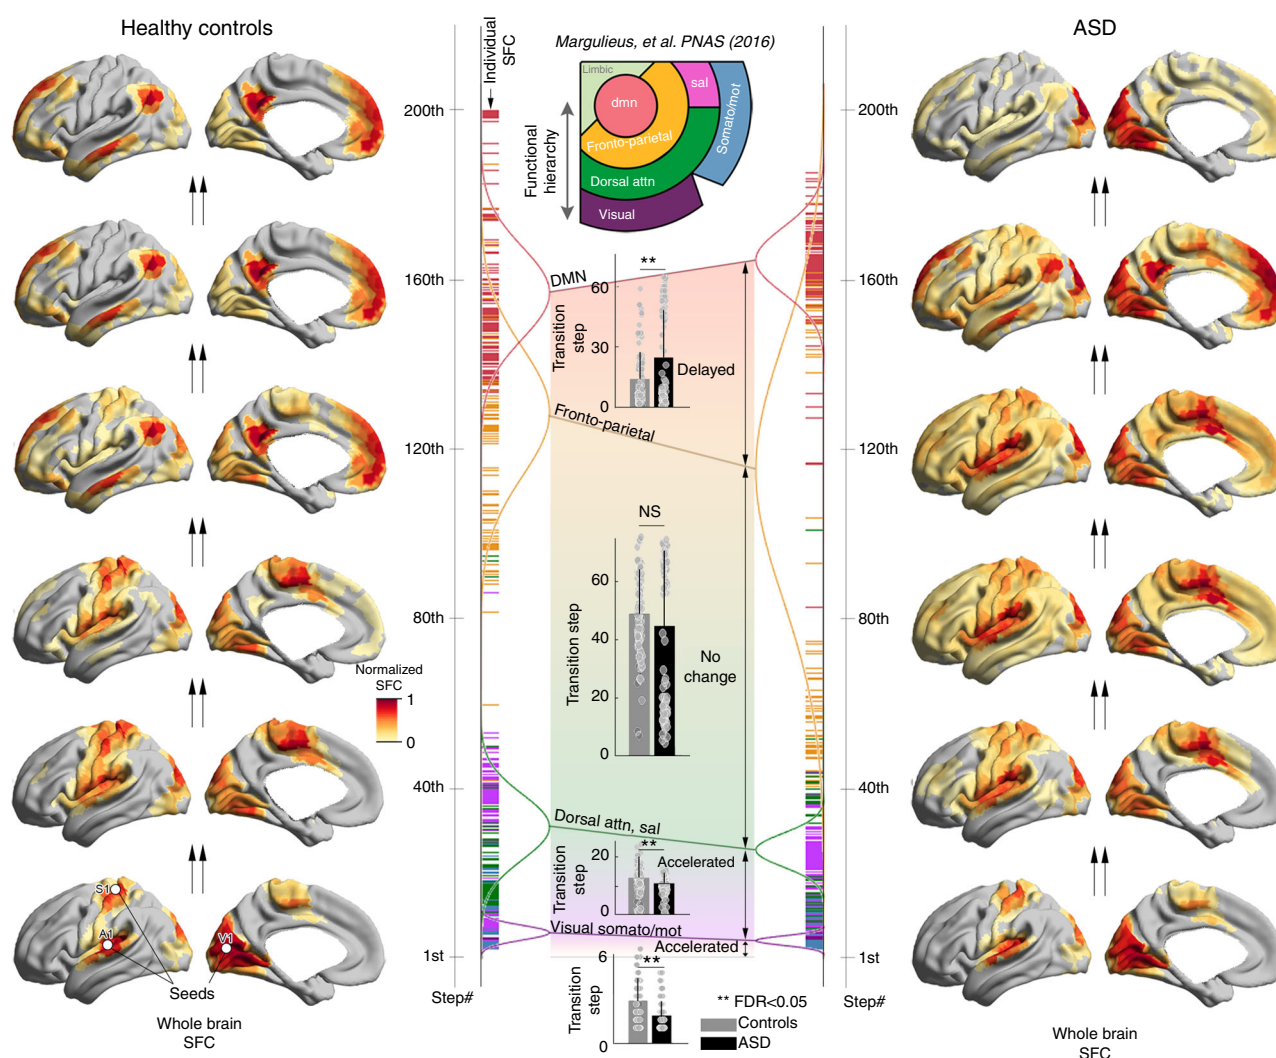 Healthy controls
Individual
SFC
Margulieus, et al. PNAS (2016)
ASD
Limbic
sal
dmn
Somato/mot
Fronto-parietal
Dorsal attn
Visual
Functional
hierarchy
200th
160th
120th
80th
40th
1st
Step#
200th
160th
120th
80th
40th
1st
Step#
DMN
**
60
30
0
Transition
step
Delayed
Fronto-parietal
NS
60
40
20
0
Transition step
No
change
Dorsal attn, sal
**
20
0
Transition
step
Accelerated
Visual somato/mot
Accelerated
6
0
**
Transition
step
** FDR<0.05
Controls
ASD
Normalized
SFC
1
0
S1
A1
V1
Seeds
Whole brain
SFC
Whole brain
SFC